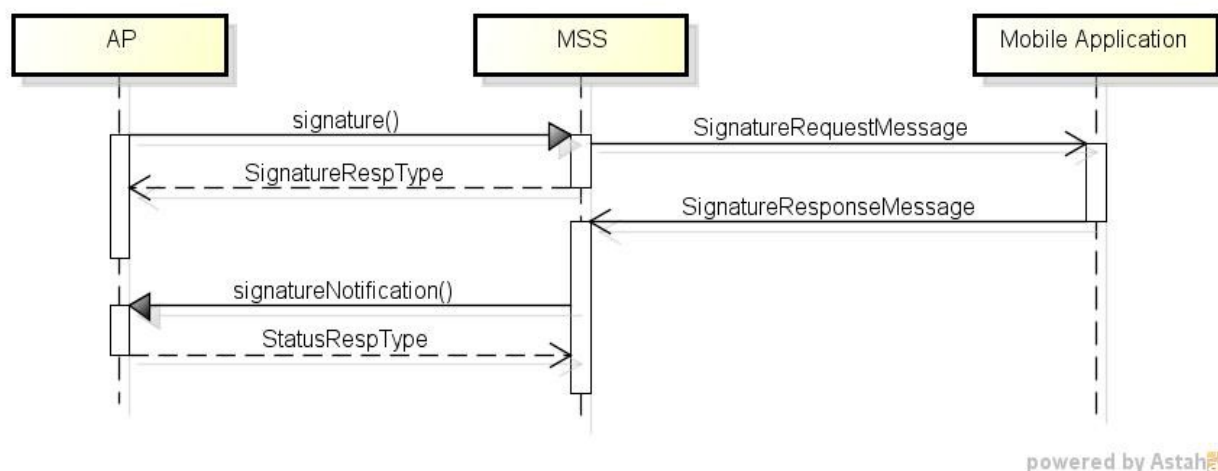 AP
MSS
Mobile Application
signature()
SignatureRequestMessage
SignatureRespType
SignatureResponseMessage
signatureNotification()
StatusRespType
powered by Astah